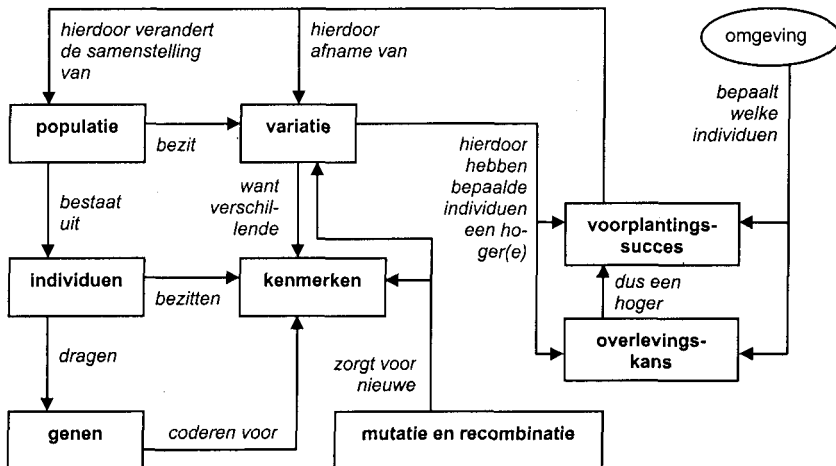 hierdoor verandert
de samenstelling
van
hierdoor
afname van
omgeving
bepaalt
welke
individuen
populatie
bezit
variatie
hierdoor
hebben
bepaalde
individuen
een ho-
ger(e)
bestaat
uit
want
verschil-
lende
voorplantings-
succes
individuen
bezitten
kenmerken
dus een
hoger
dragen
zorgt voor
nieuwe
overlevings-
kans
genen
coderen voor
mutatie en recombinatie